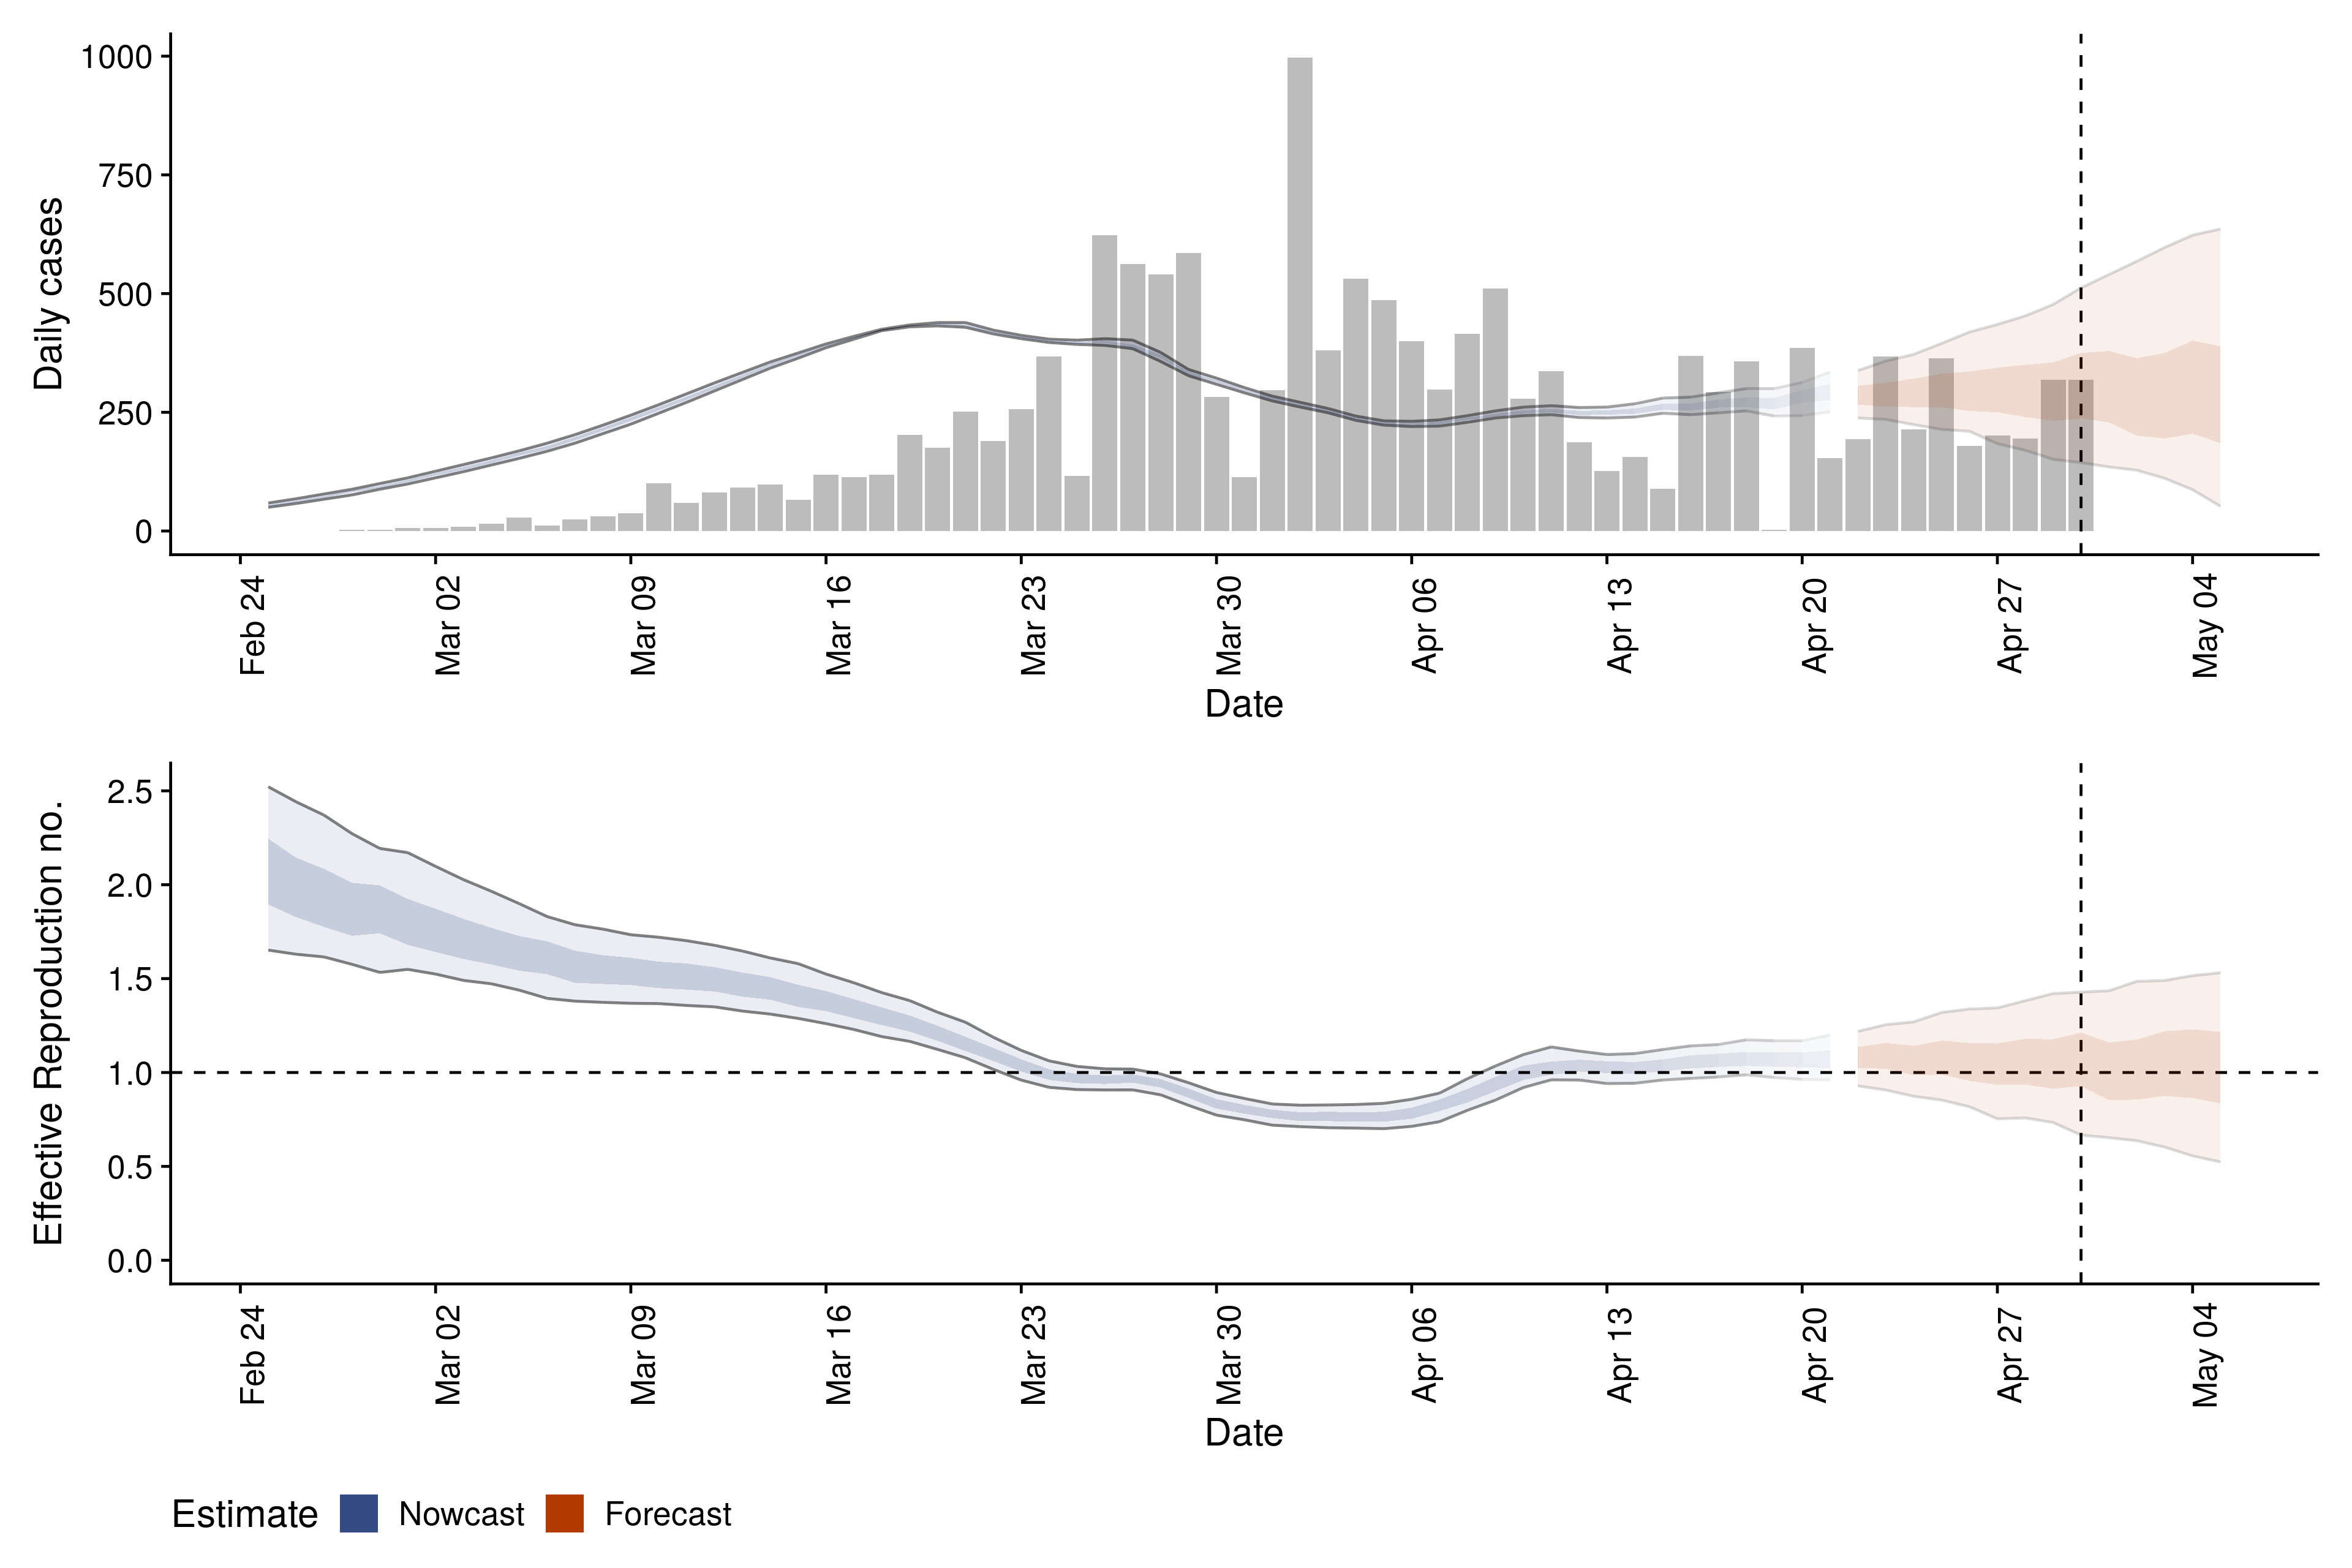 Daily cases
1000
750
500
250
0
Feb 24
Mar 02
Mar 09
Mar 16
Mar 23
Mar 30
Apr 06
Apr 13
Apr 20
Apr 27
May 04
Date
Effective Reproduction no.
2.5
2.0
1.5
1.0
0.5
0.0
Feb 24
Mar 02
Mar 09
Mar 16
Mar 23
Mar 30
Apr 06
Apr 13
Apr 20
Apr 27
May 04
Date
Estimate Nowcast Forecast